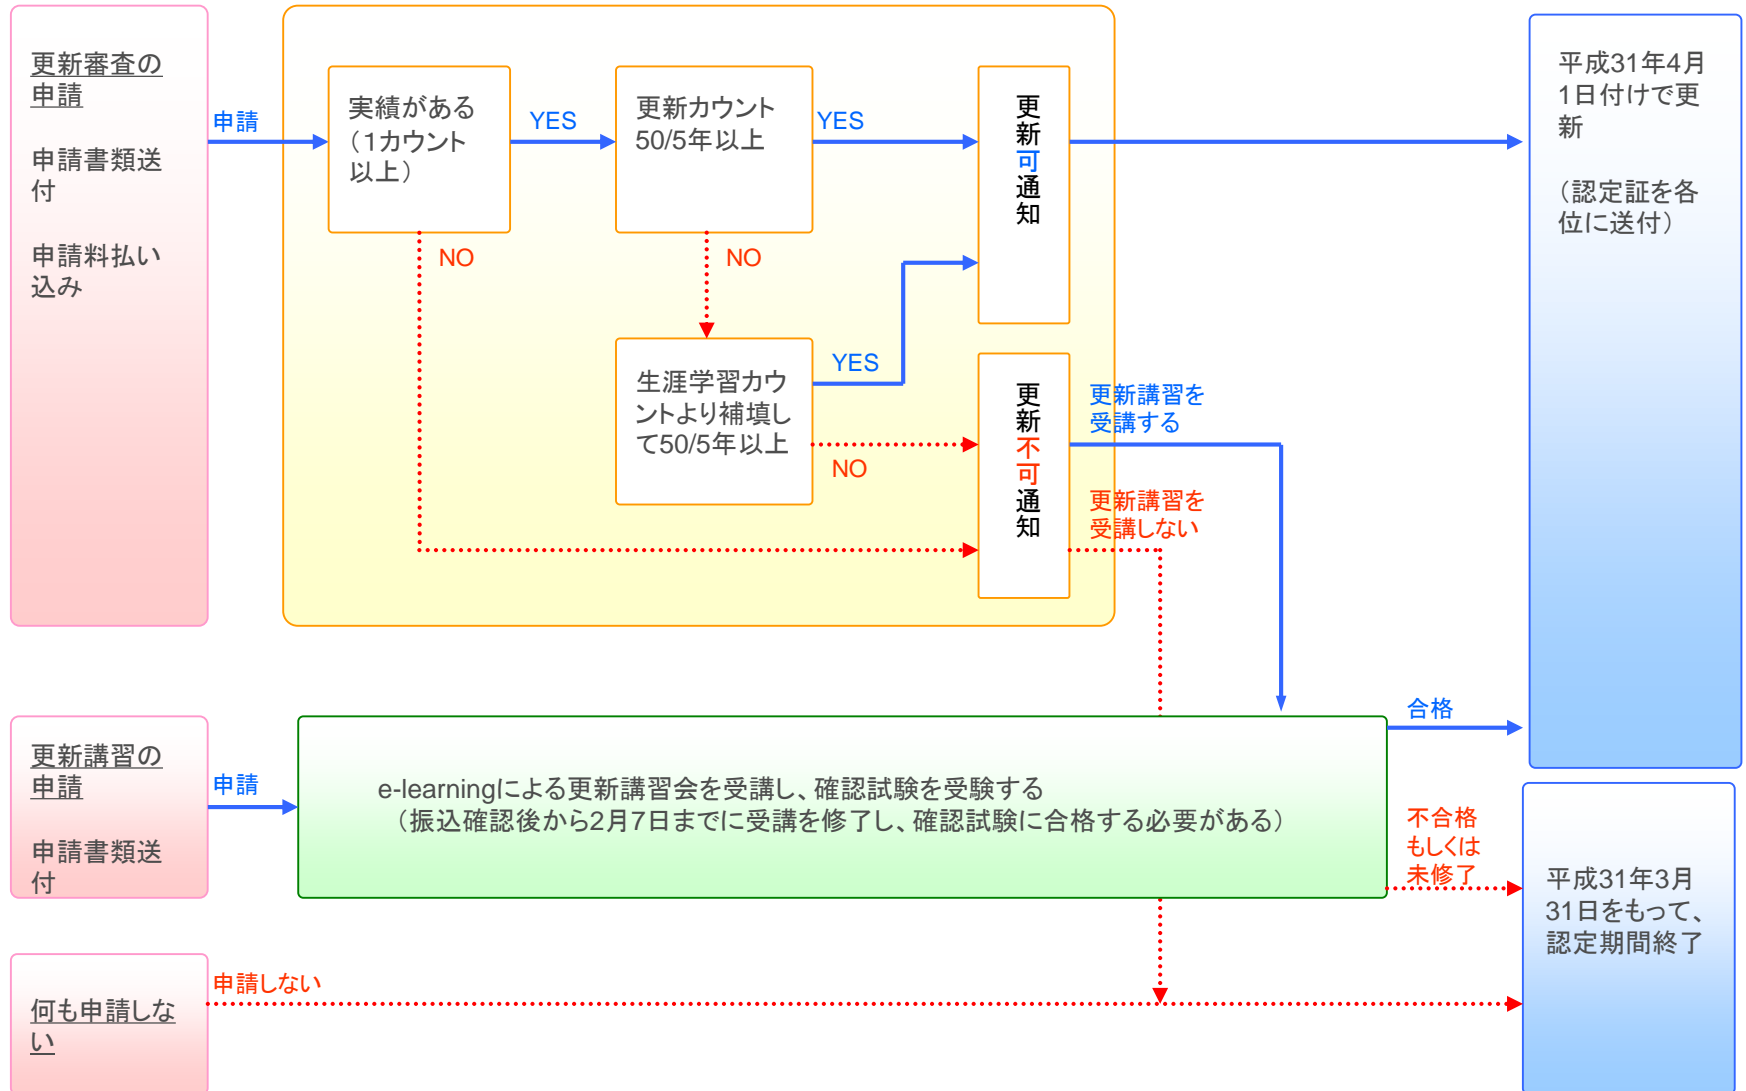 更新審査の
申請
申請書類送
付
申請料払い
込み
申請
実績がある
（1カウント
以上）
YES
NO
更新カウント
50/5年以上
YES
NO
生涯学習カウ
ントより補填し
て50/5年以上
YES
NO
更新可通知
更新不可通知
更新講習を
受講する
更新講習を
受講しない
平成31年4月
1日付けで更
新
（認定証を各
位に送付）
更新講習の
申請
申請書類送
付
申請
e-learningによる更新講習会を受講し、確認試験を受験する
（振込確認後から2月7日までに受講を修了し、確認試験に合格する必要がある）
合格
不合格
もしくは
未修了
平成31年3月
31日をもって、
認定期間終了
何も申請しな
い
申請しない